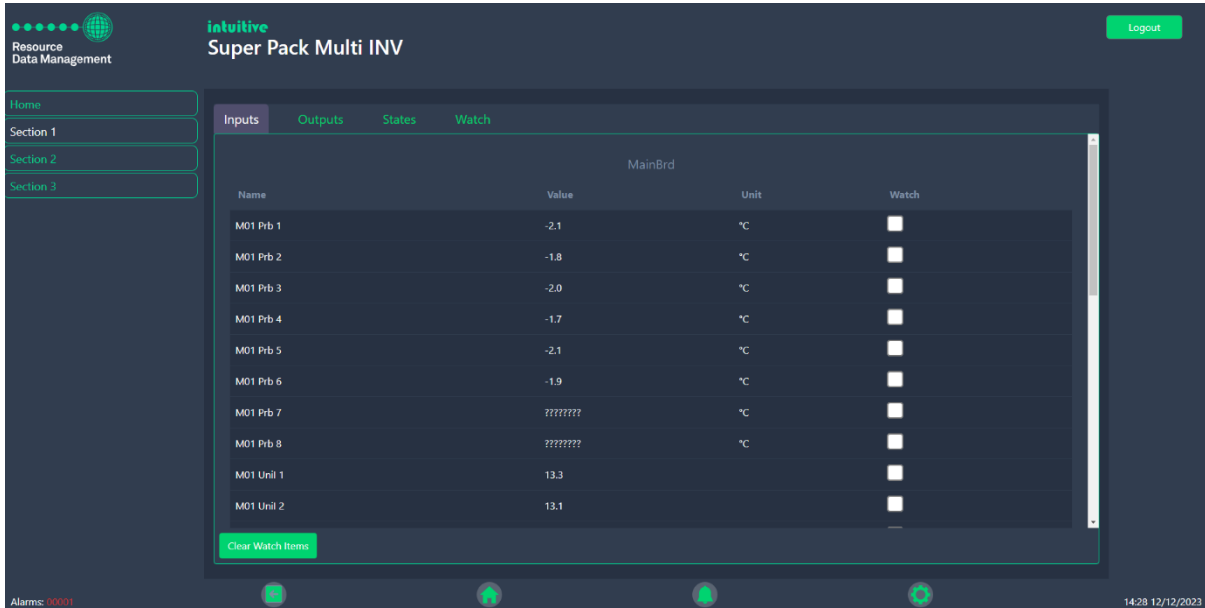 intuitive
Resource
Data Management
Super Pack Multi INV
Logout
Home
Section 1
Section 2
Section 3
Inputs Outputs States Watch
MainBrd
Name Value Unit Watch
M01 Prb 1 -2.1 °C
M01 Prb 2 -1.8 °C
M01 Prb 3 -2.0 °C
M01 Prb 4 -1.7 °C
M01 Prb 5 -2.1 °C
M01 Prb 6 -1.9 °C
M01 Prb 7 ???????? °C
M01 Prb 8 ???????? °C
M01 Unil 1 13.3
M01 Unil 2 13.1
Clear Watch Items
Alarms: 00001
14:28 12/12/2023